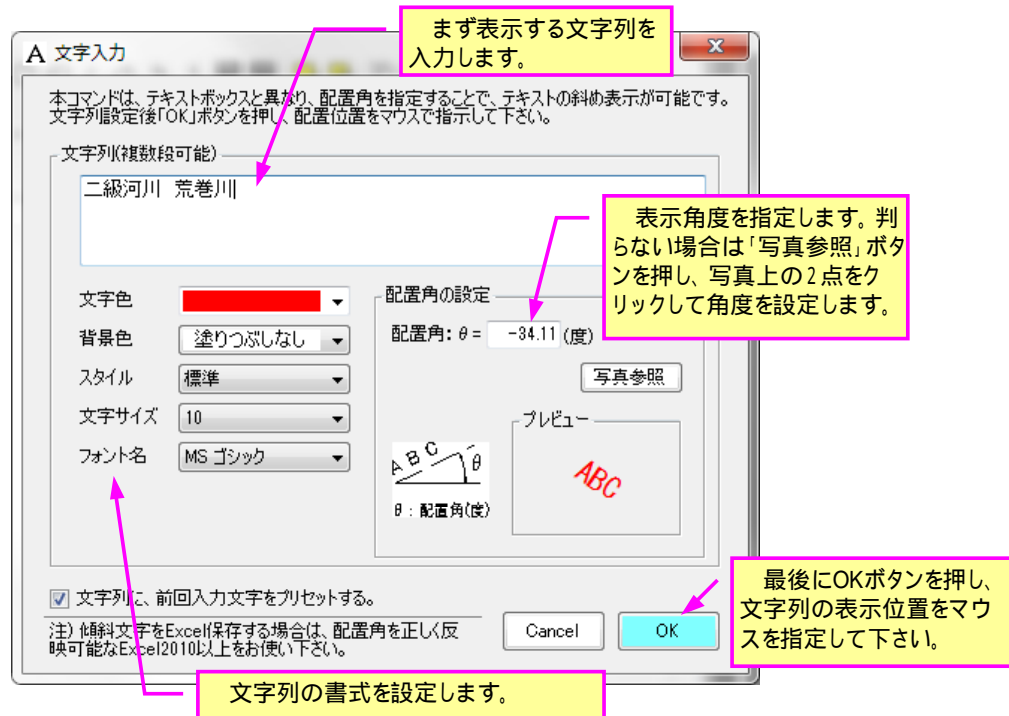 まず表示する文字列を
入力します。
A 文字入力
本コマンドは、テキストボックスと異なり、配置角を指定することで、テキストの斜め表示が可能です。
文字列設定後「OK」ボタンを押し、配置位置をマウスで指示して下さい。
文字列(複数段可能)
二級河川 荒巻川
表示角度を指定します。判
らない場合は「写真参照」ボタ
ンを押し、写真上の2点をク
リックして角度を設定します。
文字色
背景色 塗りつぶしなし
スタイル 標準
文字サイズ 10
フォント名 MS ゴシック
配置角の設定
配置角: θ = -34.11 (度)
写真参照
プレビュー
ABC
ABC θ
θ : 配置角(度)
最後にOKボタンを押し、
文字列の表示位置をマウ
スを指定して下さい。
文字列に、前回入力文字をプリセットする。
注) 傾斜文字をExcel保存する場合は、配置角を正しく反
映可能なExcel2010以上をお使い下さい。
Cancel
OK
文字列の書式を設定します。